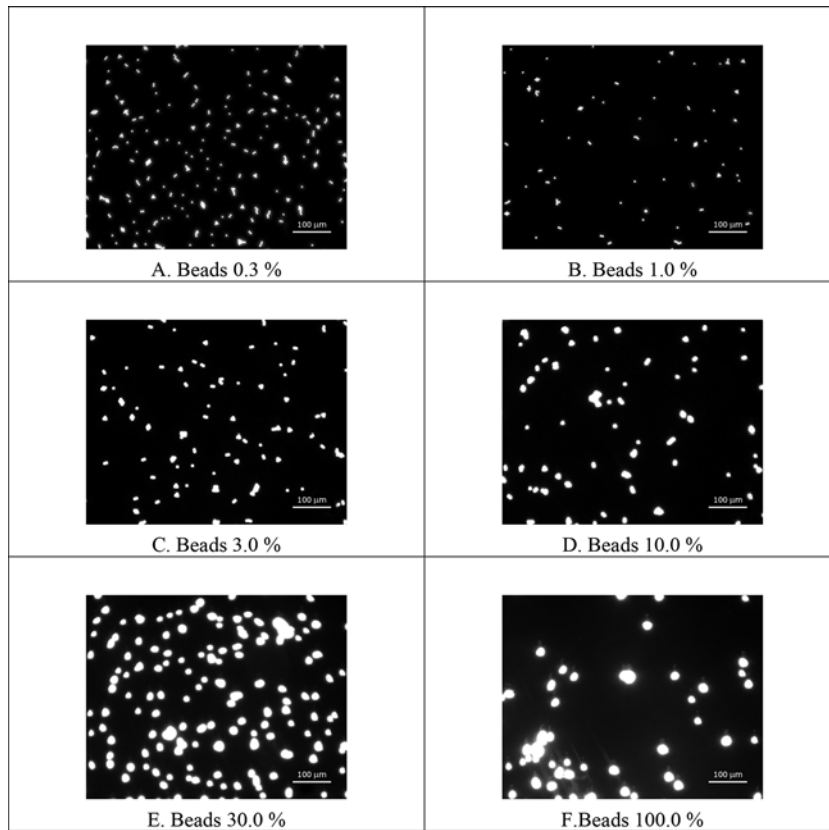 100 μm
A. Beads 0.3 %
100 μm
B. Beads 1.0 %
100 μm
C. Beads 3.0 %
100 μm
D. Beads 10.0 %
100 μm
E. Beads 30.0 %
100 μm
F.Beads 100.0 %